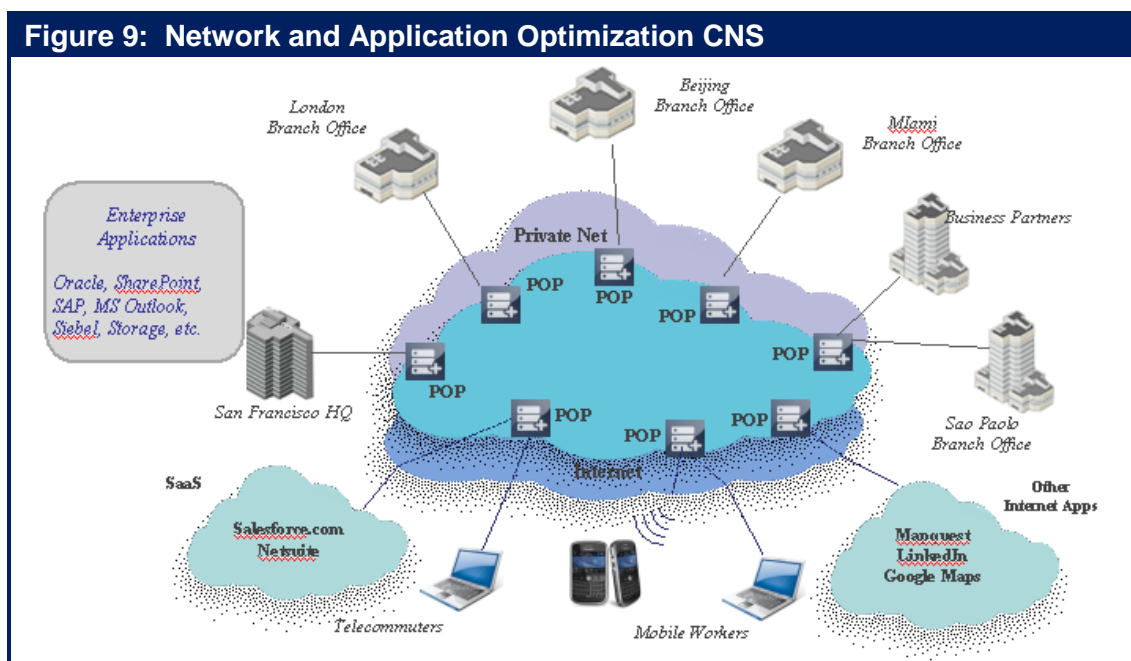 Figure 9: Network and Application Optimization CNS
London
Branch Office
Beijing
Branch Office
MIami
Branch Office
Enterprise
Applications
Oracle, SharePoint,
SAP, MS Outlook,
Siebel, Storage, etc.
Business Partners
Private Net
POP
POP
POP
POP
POP
San Francisco HQ
POP
POP
POP
Sao Paolo
Branch Office
Internet
SaaS
Salesforce.com
Netsuite
Other
Internet Apps
Manquest
LinkedIn
Google Maps
Telecommuters
Mobile Workers